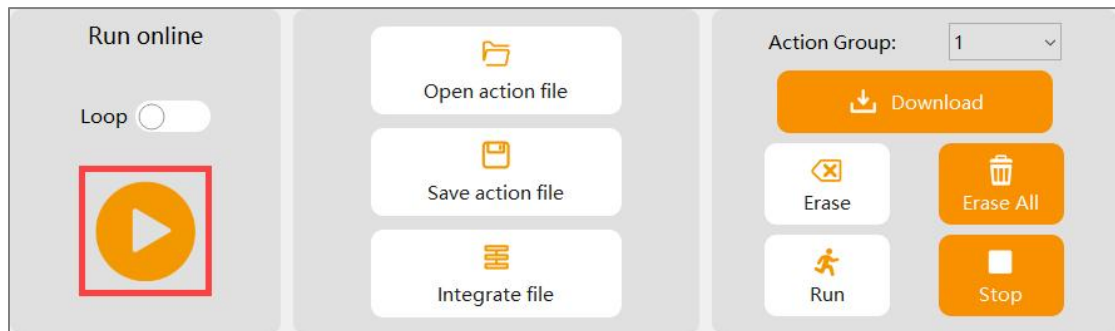 Run online
Loop
Open action file
Save action file
Integrate file
Action Group: 1
Download
Erase
Erase All
Run
Stop